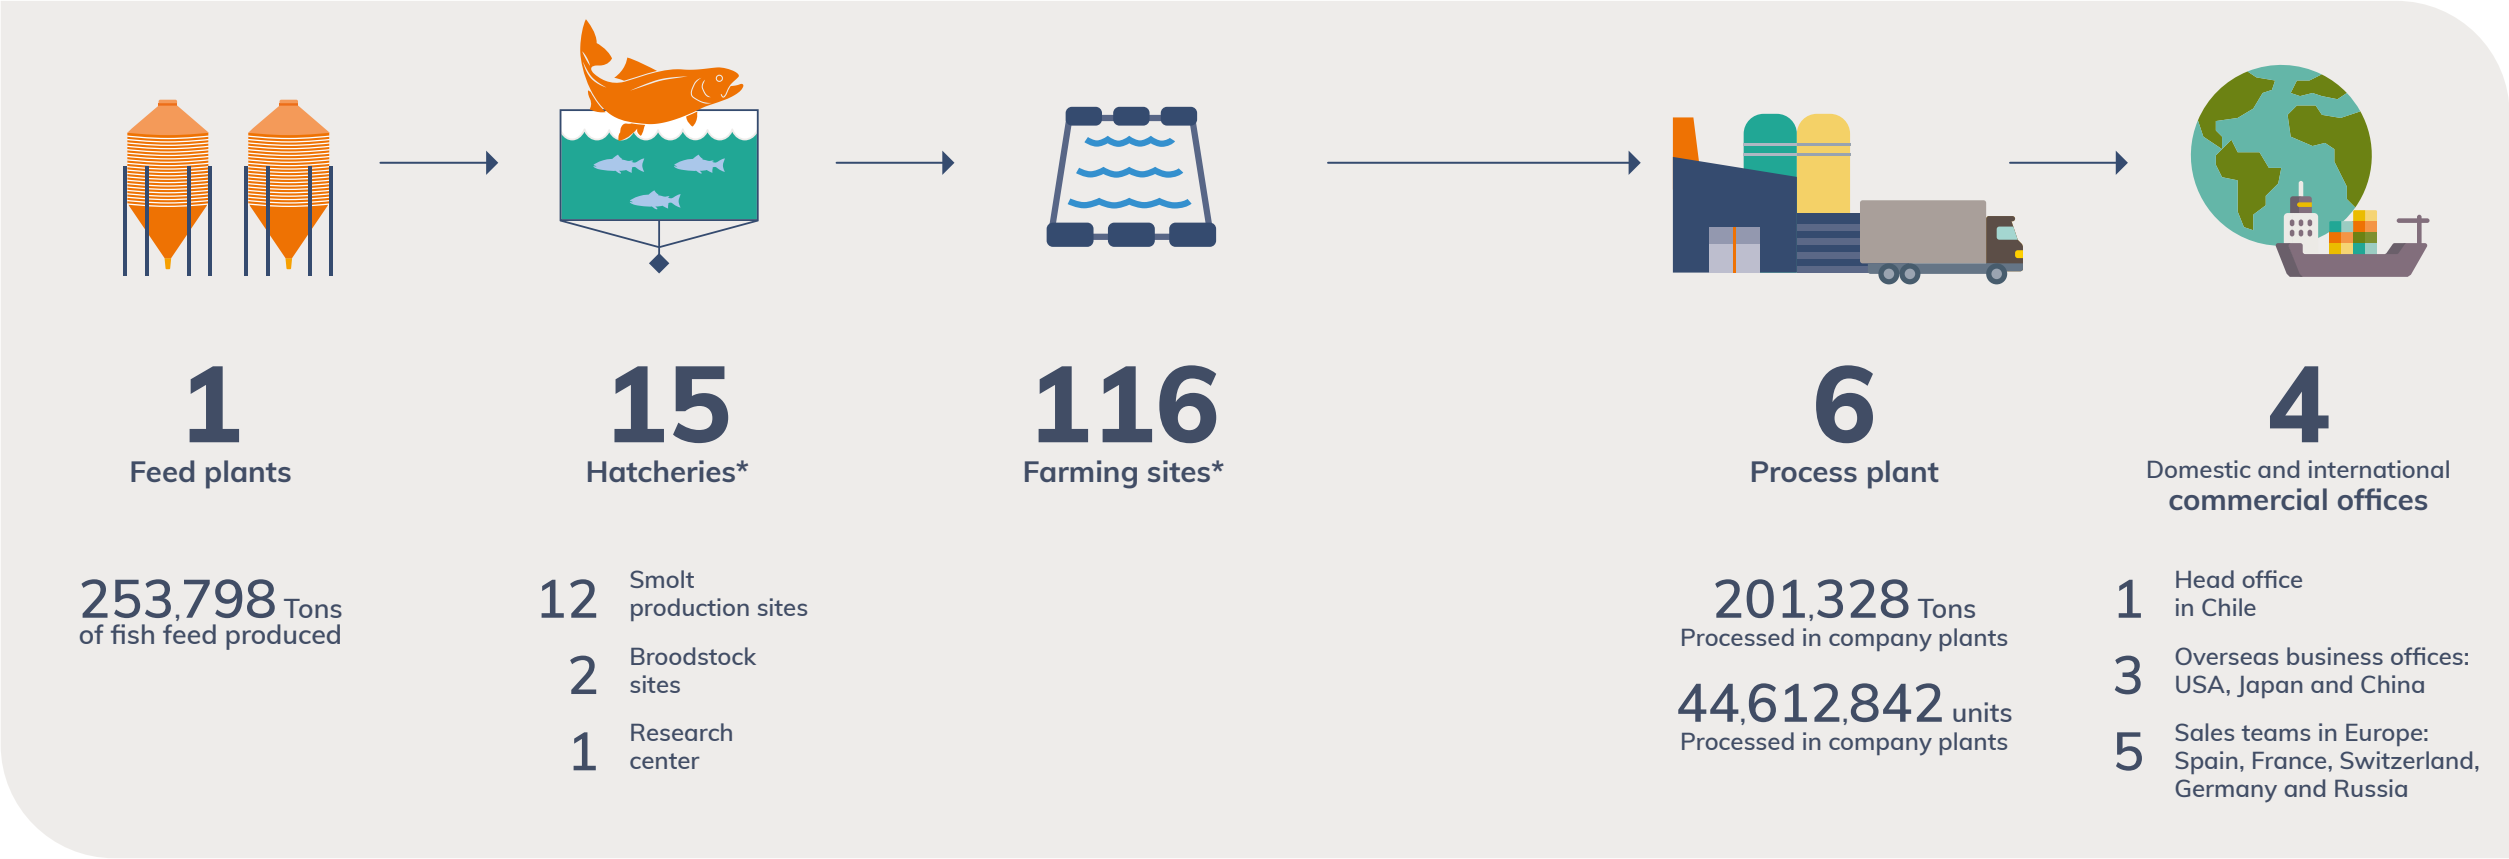 1
Feed plants
253,798 Tons
of fish feed produced
15
Hatcheries*
12
Smolt
production sites
2
Broodstock
sites
1
Research
center
116
Farming sites*
6
Process plant
201,328 Tons
Processed in company plants
44,612,842 units
Processed in company plants
4
Domestic and international
commercial offices
1
Head office
in Chile
3
Overseas business offices:
USA, Japan and China
5
Sales teams in Europe:
Spain, France, Switzerland,
Germany and Russia